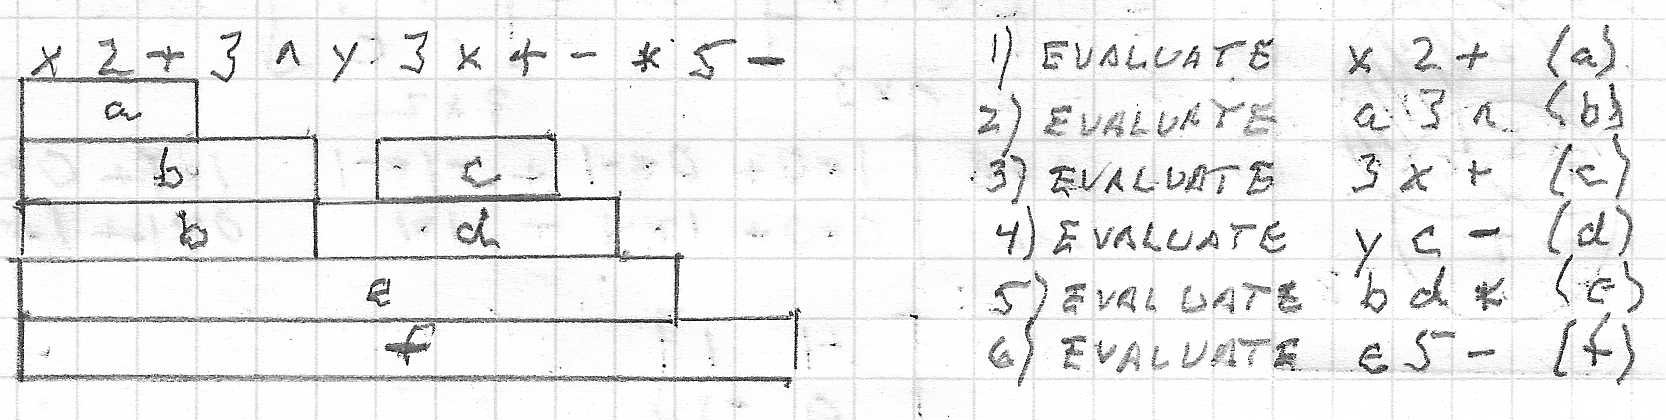 x 2 + 3 ^ y 3 x + - * 5 -
a
b c
b d
e
f
1) EVALUATE x 2 + (a)
2) EVALUATE a 3 ^ (b)
3) EVALUATE 3 x + (c)
4) EVALUATE y c - (d)
5) EVALUATE b d * (e)
6) EVALUATE e 5 - (f)